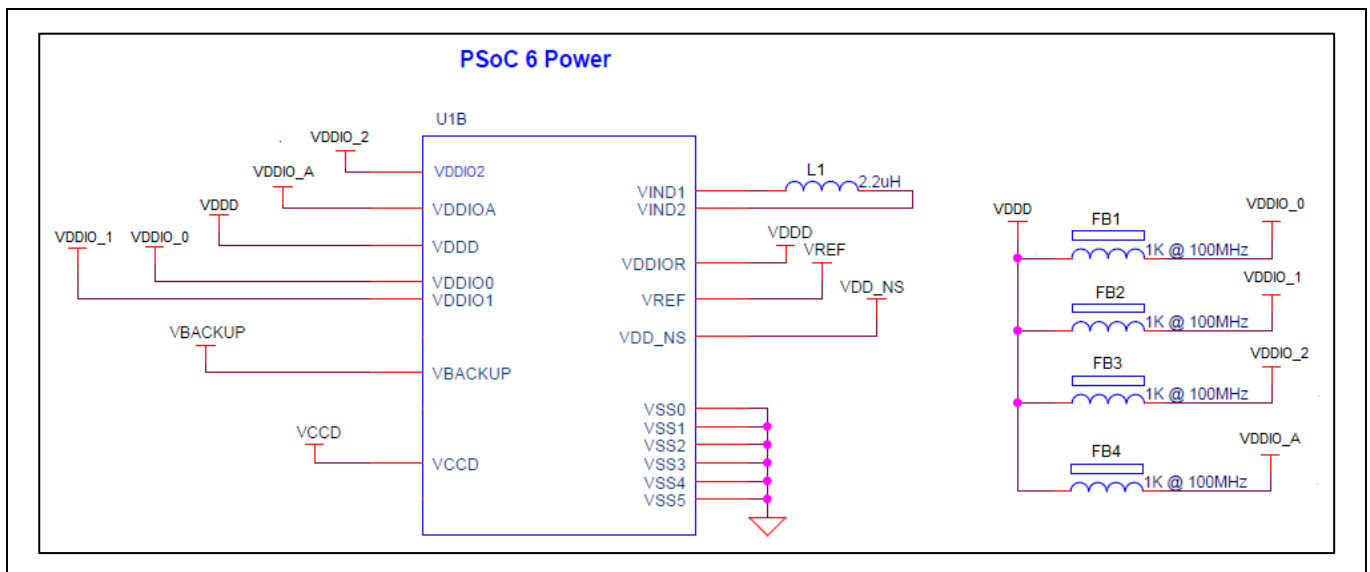 PSoC 6 Power
U1B
VDDIO_2
VDDIO_A
VDDD
VDDIO_1
VDDIO_0
VBACKUP
VCCD
VDDIO2
VDDIOA
VDDD
VDDIO0
VDDIO1
VBACKUP
VCCD
VIND1
VIND2
VDDIOR
VREF
VDD_NS
VSS0
VSS1
VSS2
VSS3
VSS4
VSS5
L1
2.2uH
VDDD
VREF
VDD_NS
VDDD
FB1
1K @ 100MHz
VDDIO_0
FB2
1K @ 100MHz
VDDIO_1
FB3
1K @ 100MHz
VDDIO_2
FB4
1K @ 100MHz
VDDIO_A